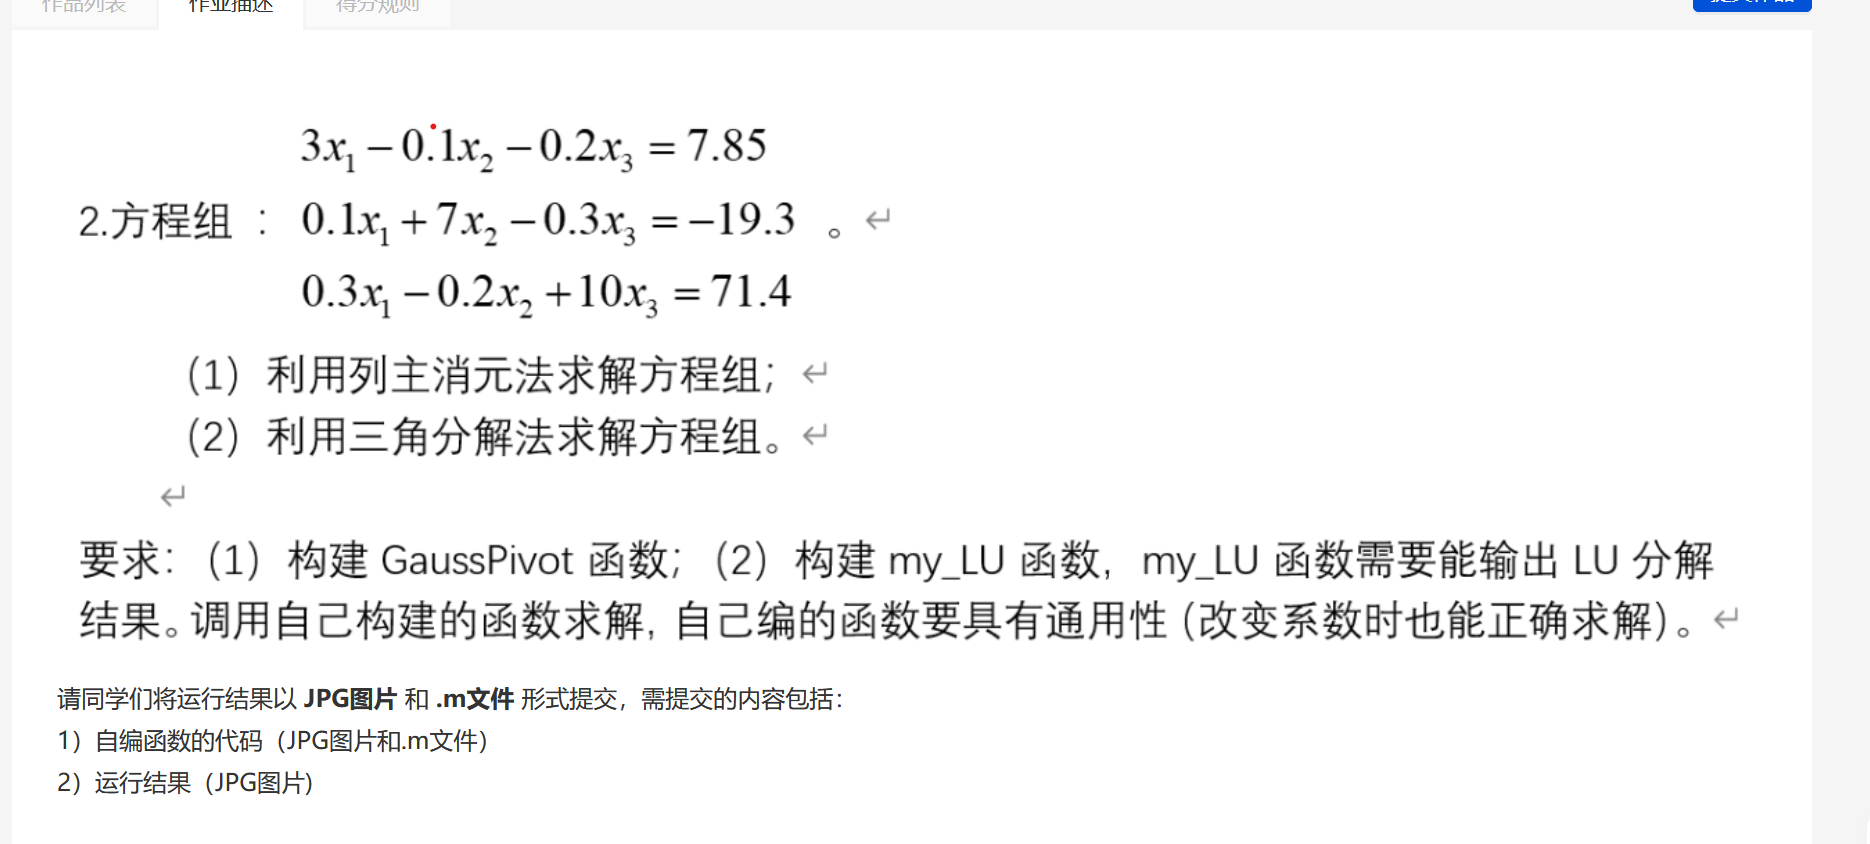 作品列表 作业描述 得分规则
3x₁ − 0.1x₂ − 0.2x₃ = 7.85
2.方程组 ： 0.1x₁ + 7x₂ − 0.3x₃ = −19.3 。↵
0.3x₁ − 0.2x₂ + 10x₃ = 71.4
（1）利用列主消元法求解方程组；↵
（2）利用三角分解法求解方程组。↵
↵
要求：（1）构建 GaussPivot 函数；（2）构建 my_LU 函数，my_LU 函数需要能输出 LU 分解
结果。调用自己构建的函数求解，自己编的函数要具有通用性（改变系数时也能正确求解）。↵
请同学们将运行结果以 JPG图片 和 .m文件 形式提交，需提交的内容包括：
1）自编函数的代码（JPG图片和.m文件）
2）运行结果（JPG图片)